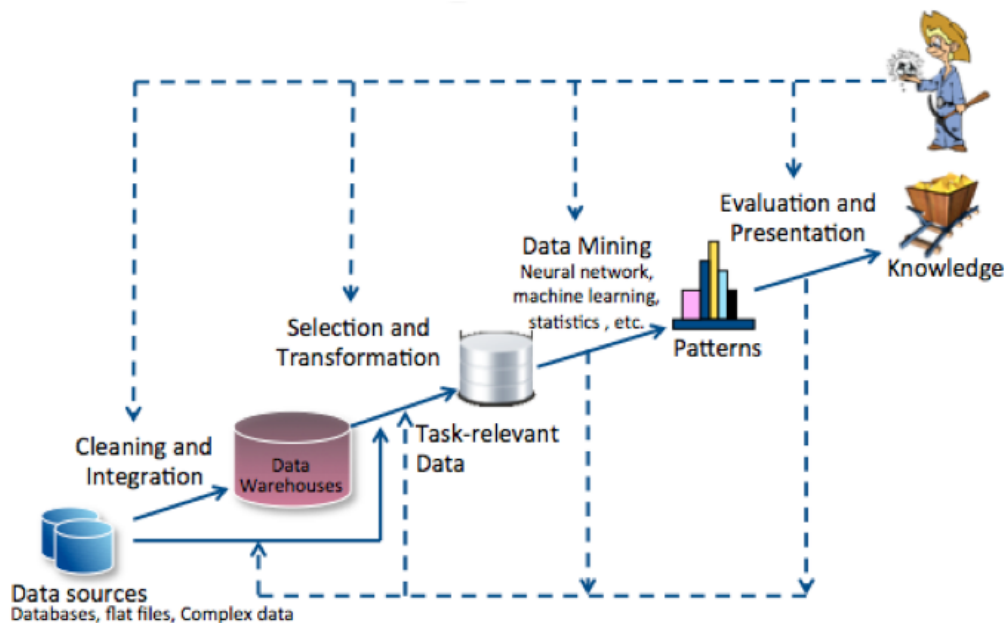 Evaluation and
Presentation
Knowledge
Data Mining
Neural network,
machine learning,
statistics , etc.
Patterns
Selection and
Transformation
Task-relevant
Data
Cleaning and
Integration
Data
Warehouses
Data sources
Databases, flat files, Complex data